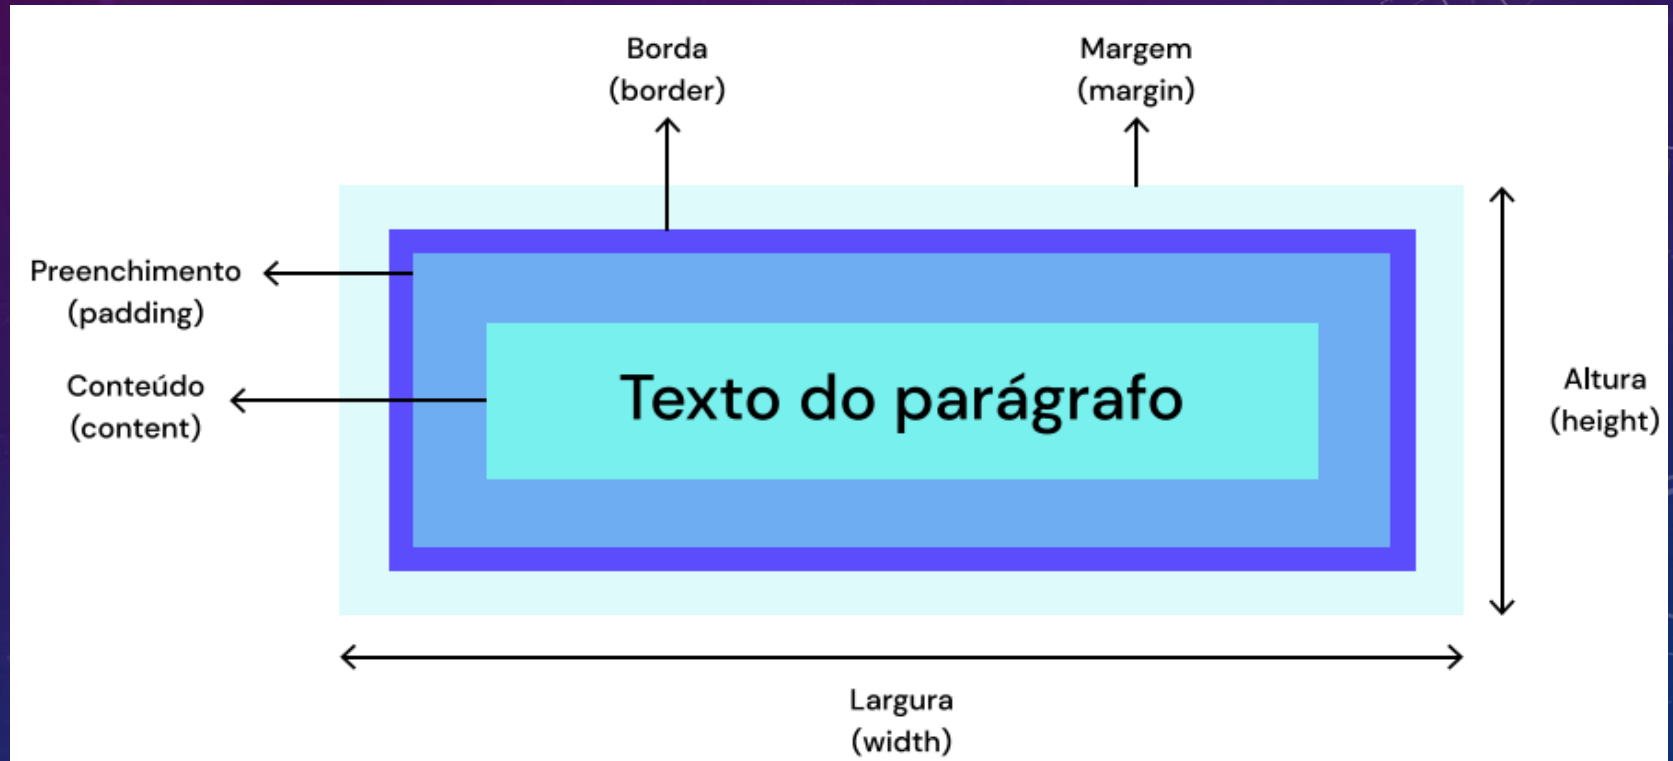 Borda
(border)
Margem
(margin)
Preenchimento
(padding)
Conteúdo
(content)
Texto do parágrafo
Altura
(height)
Largura
(width)